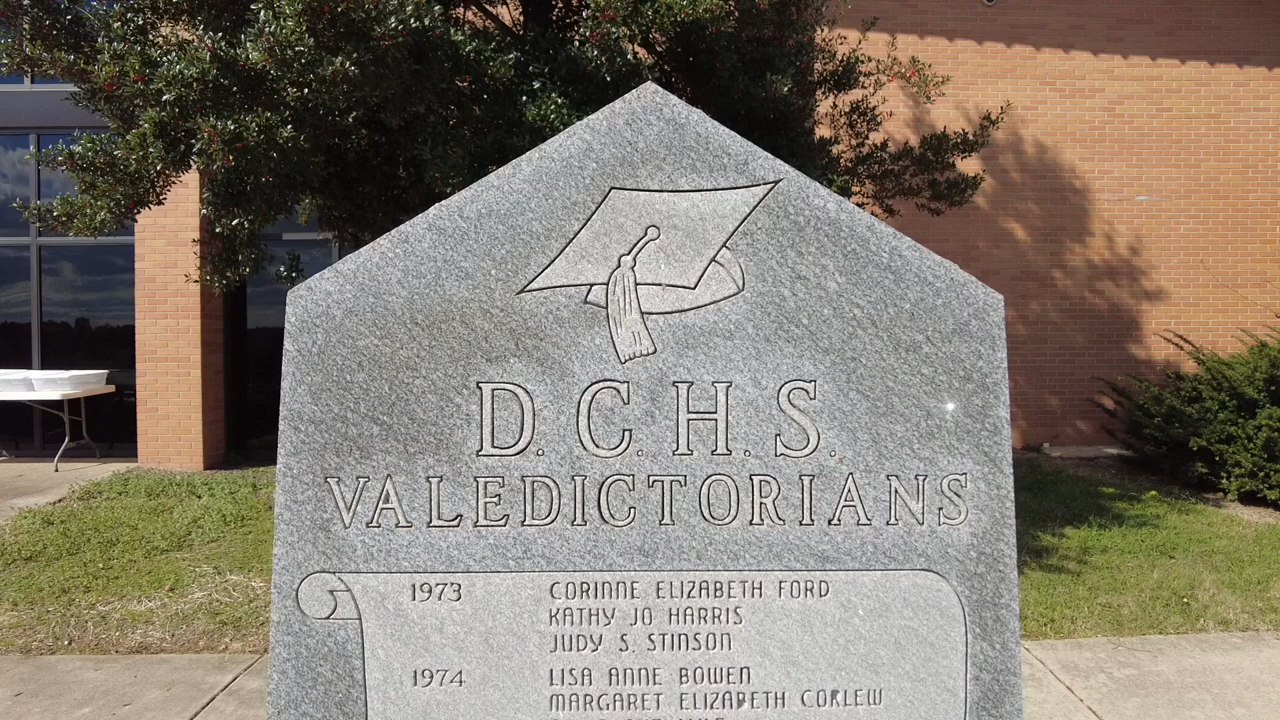 D.C.H.S.
VALEDICTORIANS
1973 CORINNE ELIZABETH FORD
KATHY JO HARRIS
JUDY S. STINSON
1974 LISA ANNE BOWEN
MARGARET ELIZABETH CORLEW